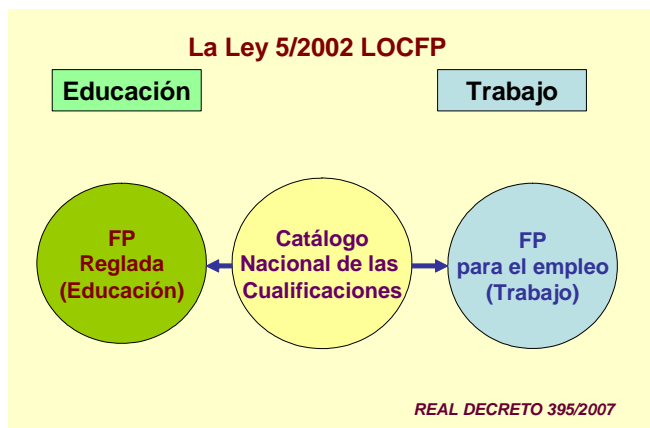 La Ley 5/2002 LOCFP
Educación
Trabajo
FP
Reglada
(Educación)
Catálogo
Nacional de las
Cualificaciones
FP
para el empleo
(Trabajo)
REAL DECRETO 395/2007